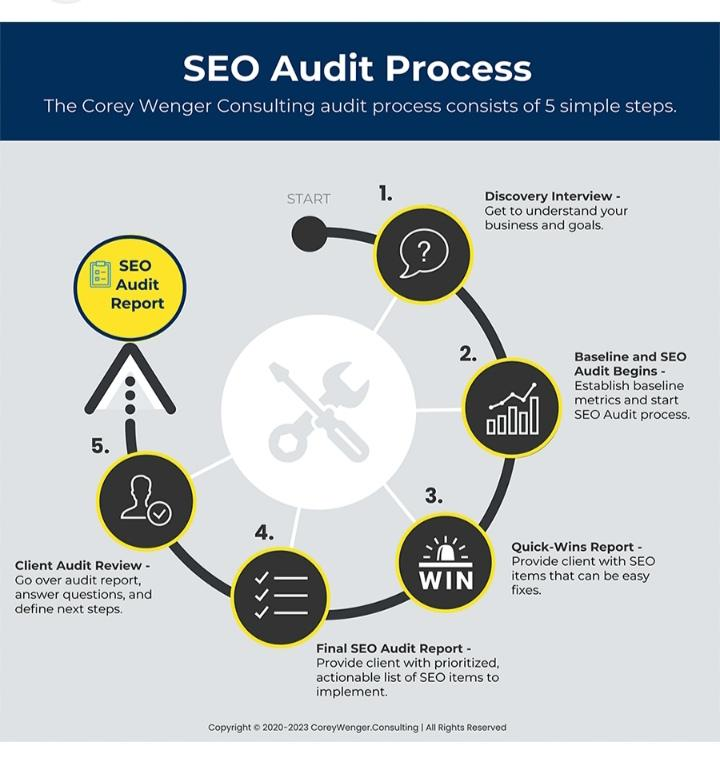 SEO Audit Process
The Corey Wenger Consulting audit process consists of 5 simple steps.
START
1.
Discovery Interview -
Get to understand your
business and goals.
?
2.
Baseline and SEO
Audit Begins -
Establish baseline
metrics and start
SEO Audit process.
3.
WIN
Quick-Wins Report -
Provide client with SEO
items that can be easy
fixes.
4.
Final SEO Audit Report -
Provide client with prioritized,
actionable list of SEO items to
implement.
5.
Client Audit Review -
Go over audit report,
answer questions, and
define next steps.
SEO
Audit
Report
Copyright © 2020-2023 CoreyWenger.Consulting | All Rights Reserved